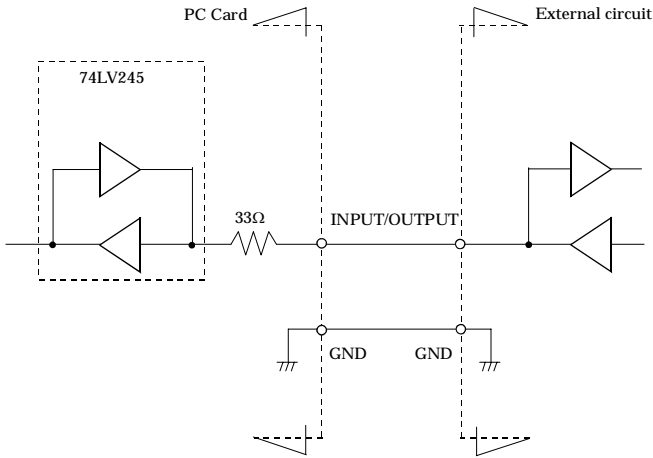 PC Card
External circuit
74LV245
33Ω
INPUT/OUTPUT
GND
GND